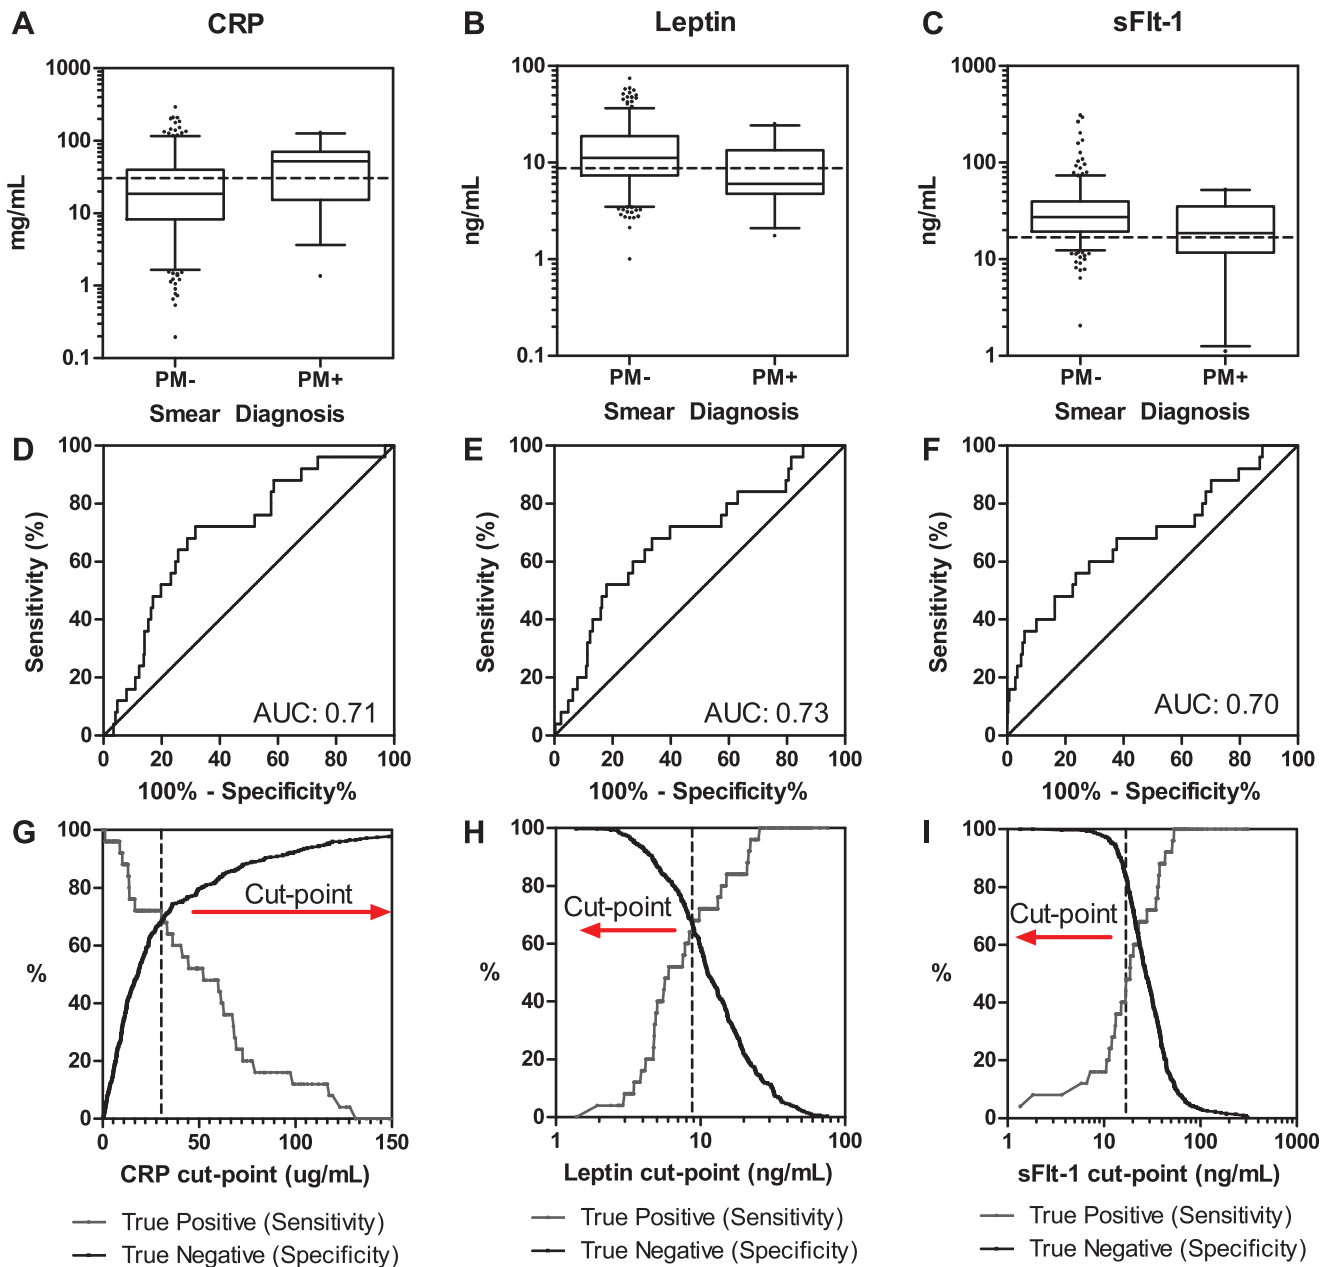 A CRP
B Leptin
C sFlt-1
1000
100
10
1
0.1
mg/mL
PM- PM+
Smear Diagnosis
100
10
1
0.1
ng/mL
PM- PM+
Smear Diagnosis
1000
100
10
1
ng/mL
PM- PM+
Smear Diagnosis
D
100
80
60
40
20
0
Sensitivity (%)
AUC: 0.71
0 20 40 60 80 100
100% - Specificity%
E
100
80
60
40
20
0
Sensitivity (%)
AUC: 0.73
0 20 40 60 80 100
100% - Specificity%
F
100
80
60
40
20
0
Sensitivity (%)
AUC: 0.70
0 20 40 60 80 100
100% - Specificity%
G
100
80
60
40
20
0
%
Cut-point
0 50 100 150
CRP cut-point (ug/mL)
True Positive (Sensitivity)
True Negative (Specificity)
H
100
80
60
40
20
0
%
Cut-point
1 10 100
Leptin cut-point (ng/mL)
True Positive (Sensitivity)
True Negative (Specificity)
I
100
80
60
40
20
0
%
Cut-point
1 10 100 1000
sFlt-1 cut-point (ng/mL)
True Positive (Sensitivity)
True Negative (Specificity)